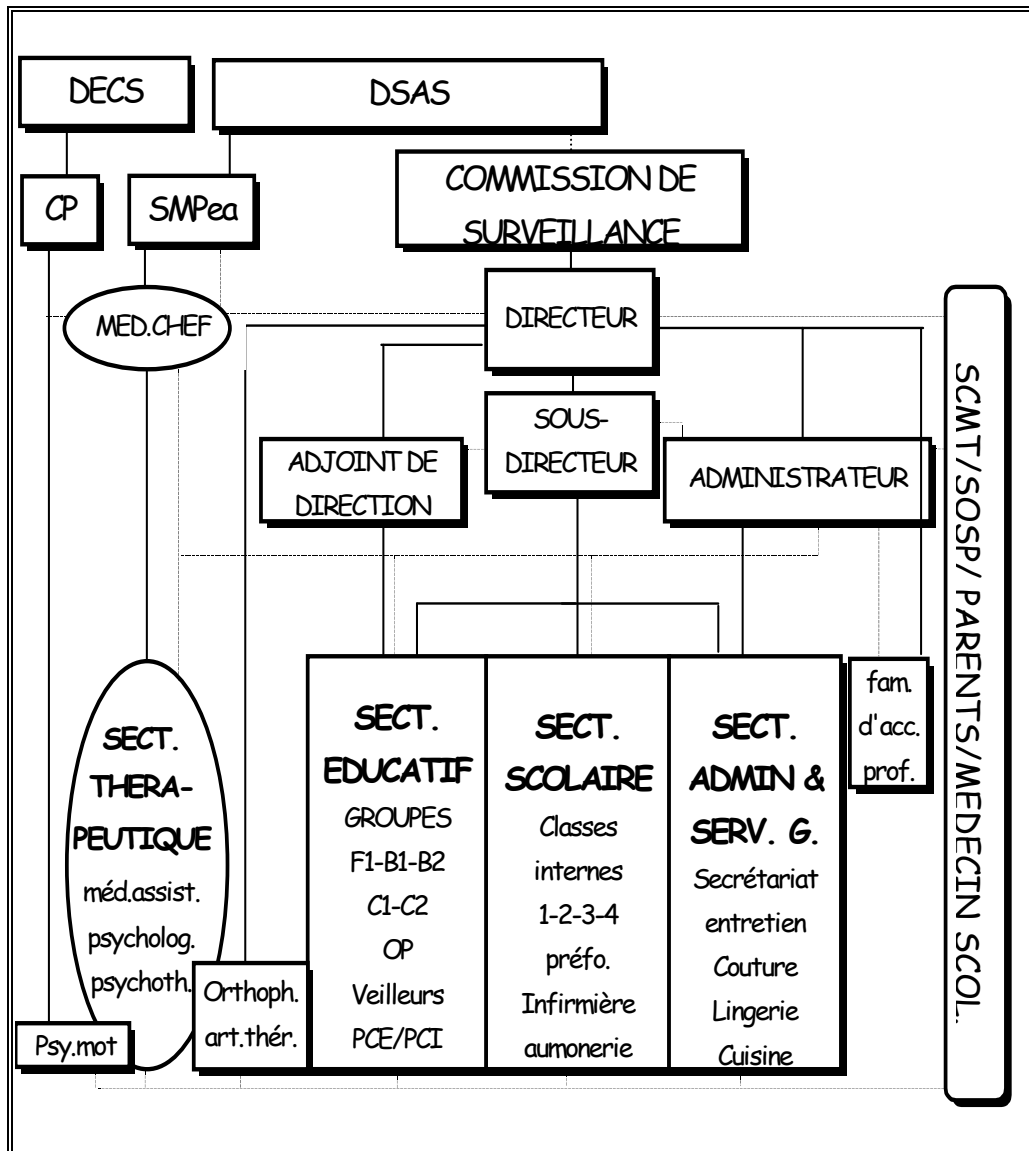 DECS
DSAS
CP
SMPea
COMMISSION DE
SURVEILLANCE
MED.CHEF
DIRECTEUR
SOUS-
DIRECTEUR
ADJOINT DE
DIRECTION
ADMINISTRATEUR
SCMT/SOSP/ PARENTS/MEDECIN SCOL.
SECT.
THERA-
PEUTIQUE
méd.assist.
psycholog.
psychoth.
Psy.mot
Orthoph.
art.thér.
SECT.
EDUCATIF
GROUPES
F1-B1-B2
C1-C2
OP
Veilleurs
PCE/PCI
SECT.
SCOLAIRE
Classes
internes
1-2-3-4
préfo.
Infirmière
aumonerie
SECT.
ADMIN &
SERV. G.
Secrétariat
entretien
Couture
Lingerie
Cuisine
fam.
d'acc.
prof.